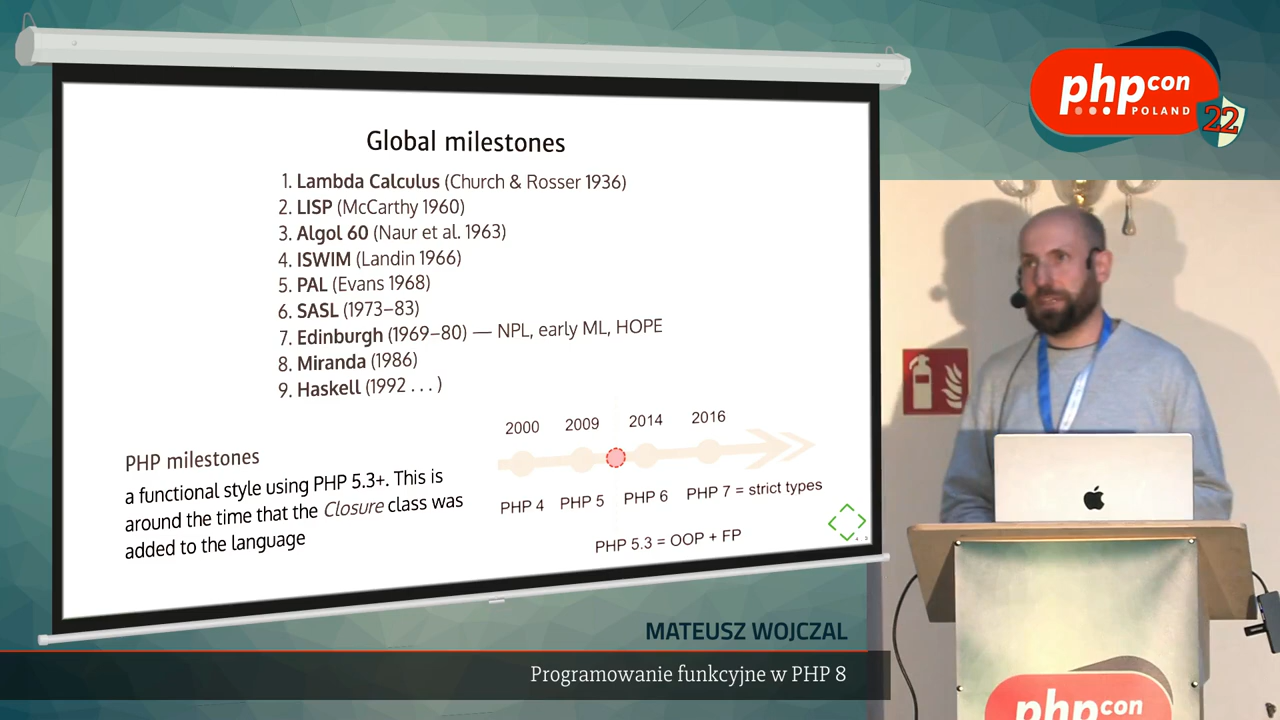 Global milestones
1. Lambda Calculus (Church & Rosser 1936)
2. LISP (McCarthy 1960)
3. Algol 60 (Naur et al. 1963)
4. ISWIM (Landin 1966)
5. PAL (Evans 1968)
6. SASL (1973–83)
7. Edinburgh (1969–80) — NPL, early ML, HOPE
8. Miranda (1986)
9. Haskell (1992 . . . )
2000 2009 2014 2016
PHP 4 PHP 5 PHP 6 PHP 7 = strict types
PHP 5.3 = OOP + FP
PHP milestones
a functional style using PHP 5.3+. This is
around the time that the Closure class was
added to the language
phpcon
POLAND
22
MATEUSZ WOJCZAL
Programowanie funkcyjne w PHP 8
phpcon